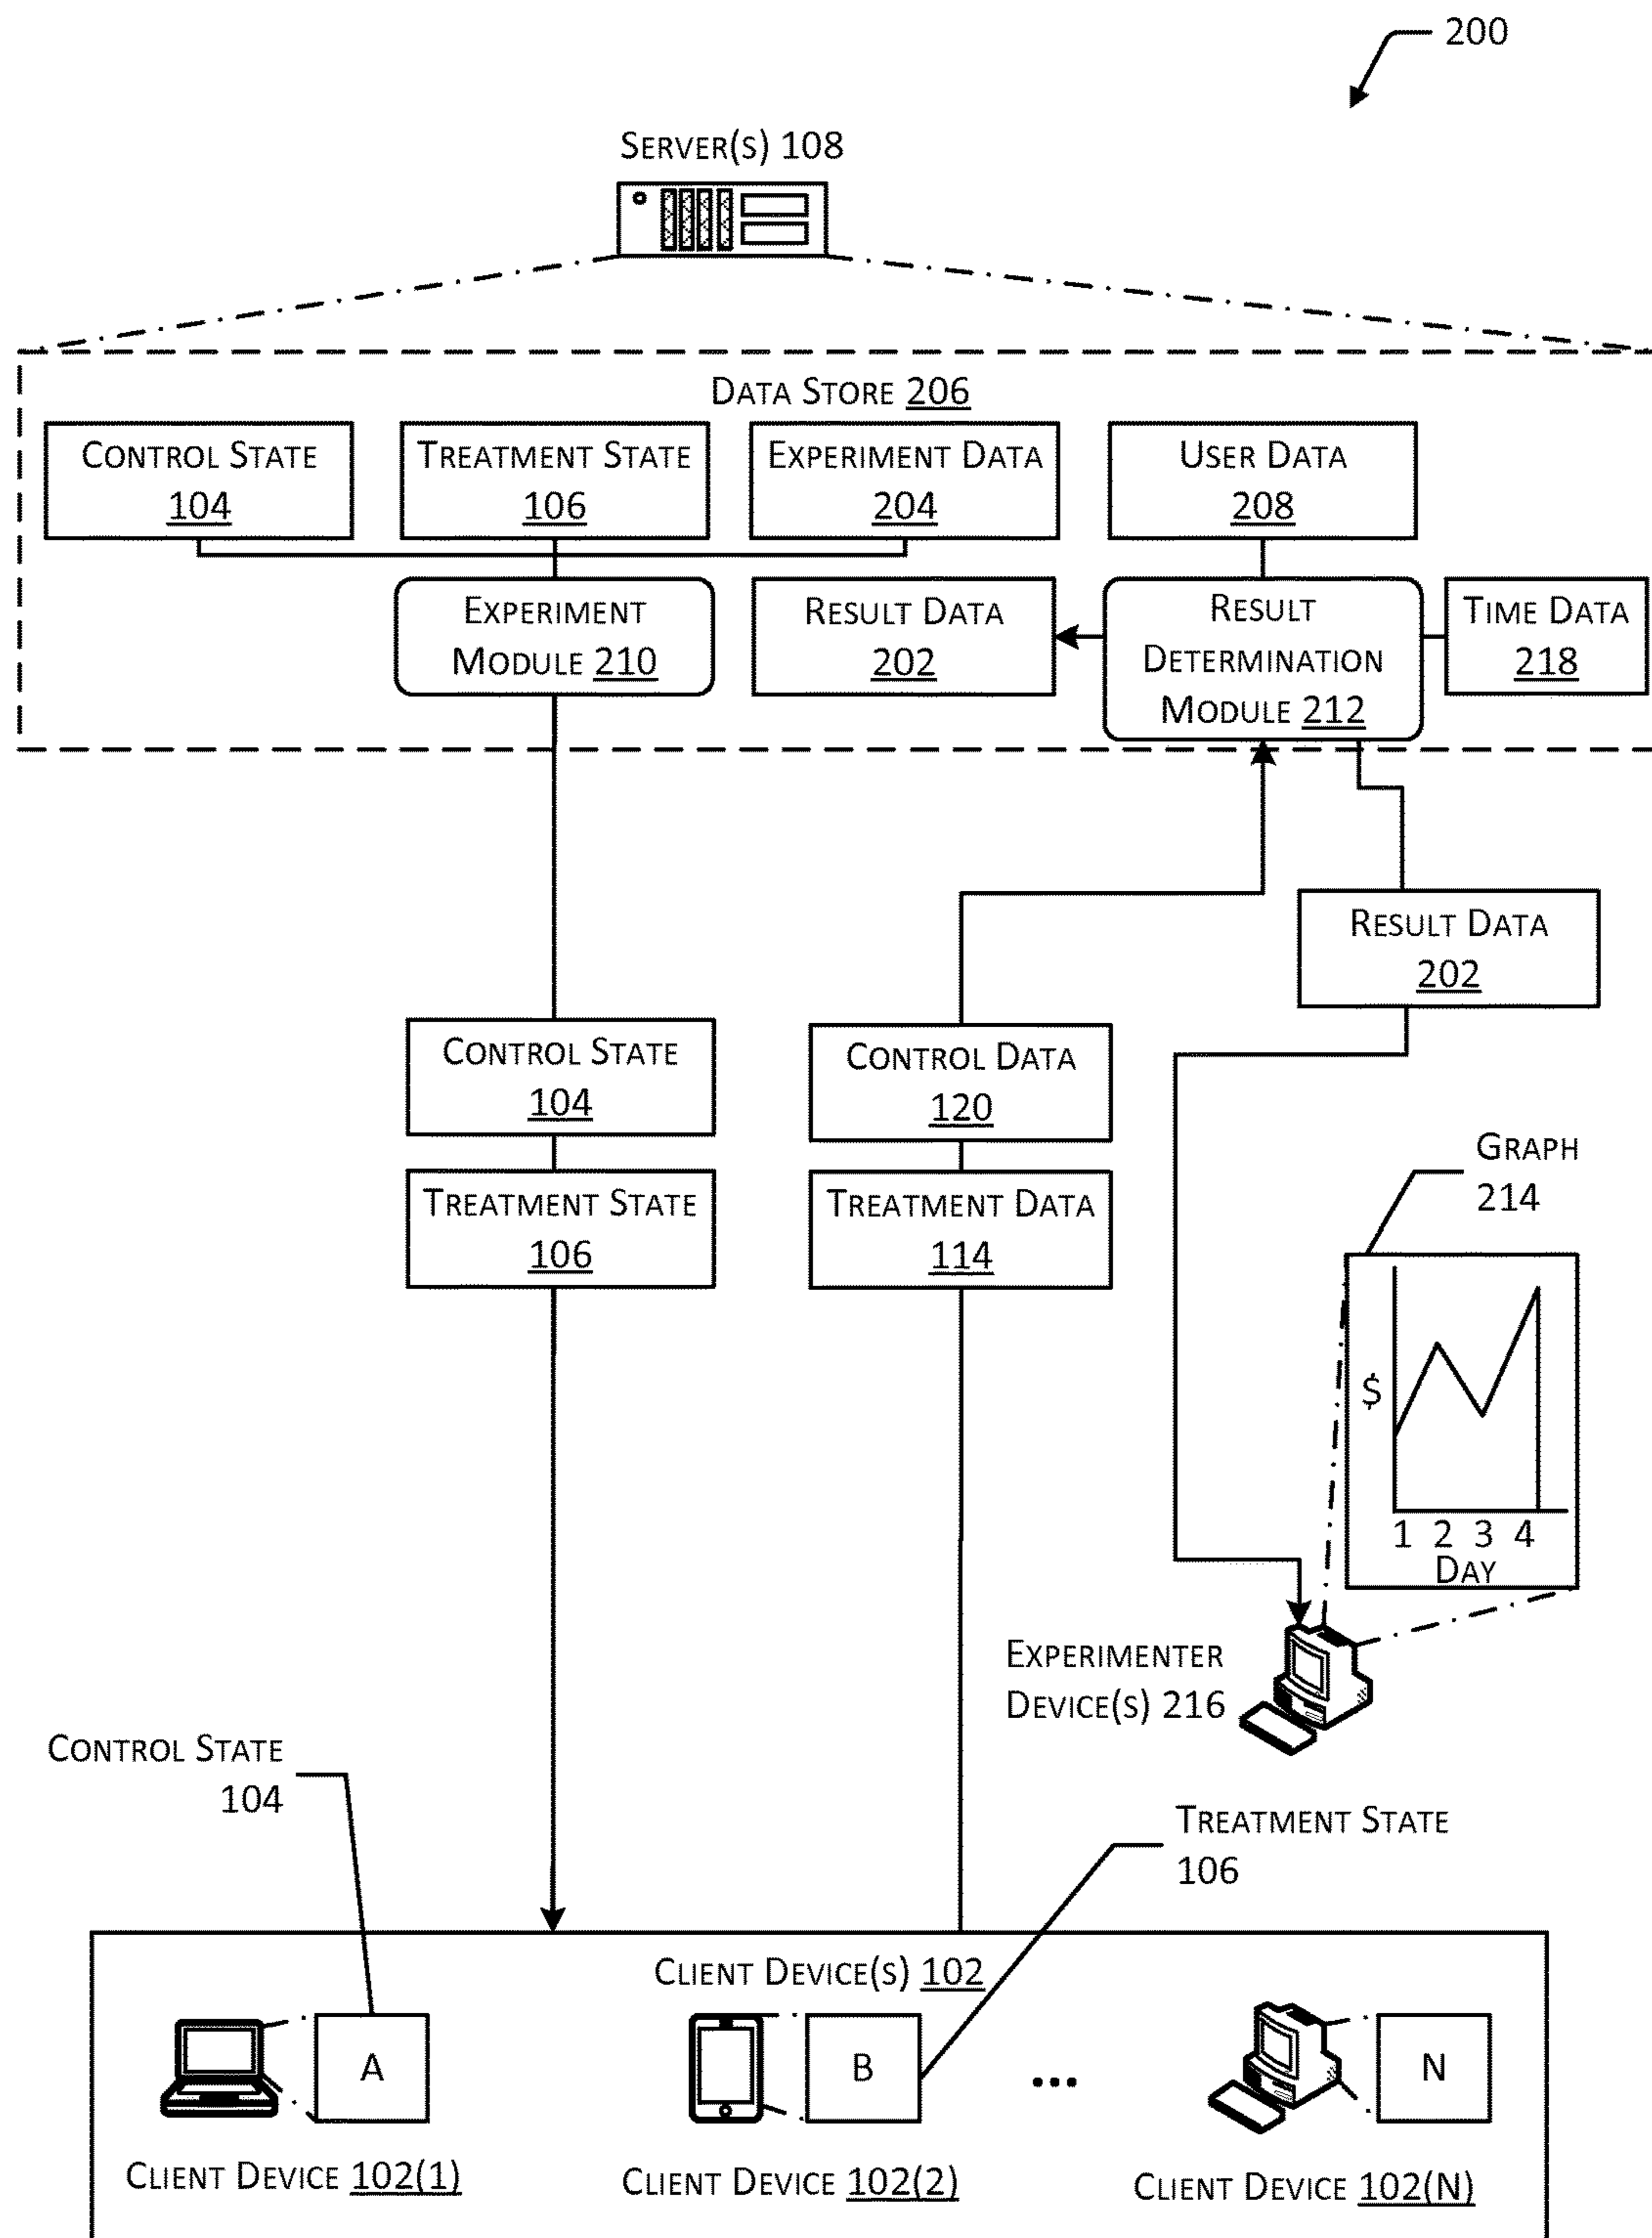 200
SERVER(S) 108
DATA STORE 206
CONTROL STATE
104
TREATMENT STATE
106
EXPERIMENT DATA
204
USER DATA
208
EXPERIMENT
MODULE 210
RESULT DATA
202
RESULT
DETERMINATION
MODULE 212
TIME DATA
218
RESULT DATA
202
CONTROL STATE
104
CONTROL DATA
120
TREATMENT STATE
106
TREATMENT DATA
114
GRAPH
214
$
1 2 3 4
DAY
EXPERIMENTER
DEVICE(S) 216
CONTROL STATE
104
TREATMENT STATE
106
CLIENT DEVICE(S) 102
A
B
...
N
CLIENT DEVICE 102(1)
CLIENT DEVICE 102(2)
CLIENT DEVICE 102(N)